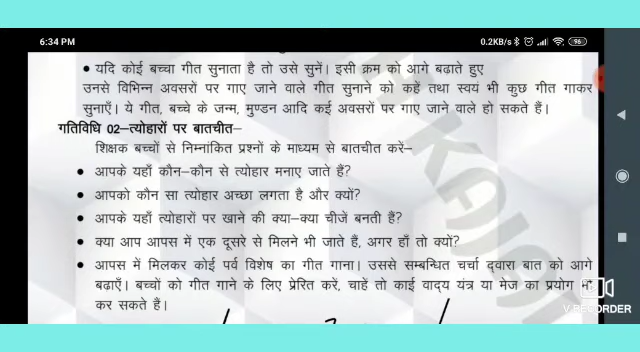 6:34 PM
0.2KB/s
96
• यदि कोई बच्चा गीत सुनाता है तो उसे सुनें। इसी क्रम को आगे बढाते हुए
उनसे विभिन्न अवसरों पर गाए जाने वाले गीत सुनाने को कहें तथा स्वयं भी कुछ गीत गाकर
सुनाएँ। ये गीत, बच्चे के जन्म, मुण्डन आदि कई अवसरों पर गाए जाने वाले हो सकते हैं।
गतिविधि 02–त्योहारों पर बातचीत–
शिक्षक बच्चों से निम्नांकित प्रश्नों के माध्यम से बातचीत करें–
• आपके यहाँ कौन–कौन से त्योहार मनाए जाते हैं?
• आपको कौन सा त्योहार अच्छा लगता है और क्यों?
• आपके यहाँ त्योहारों पर खाने की क्या–क्या चीजें बनती हैं?
• क्या आप आपस में एक दूसरे से मिलने भी जाते हैं, अगर हाँ तो क्यों?
• आपस में मिलकर कोई पर्व विशेष का गीत गाना। उससे सम्बन्धित चर्चा द्वारा बात को आगे
बढाएँ। बच्चों को गीत गाने के लिए प्रेरित करें, चाहें तो काई वाद्य यंत्र या मेज का प्रयोग
कर सकते हैं।
V.RECORDER